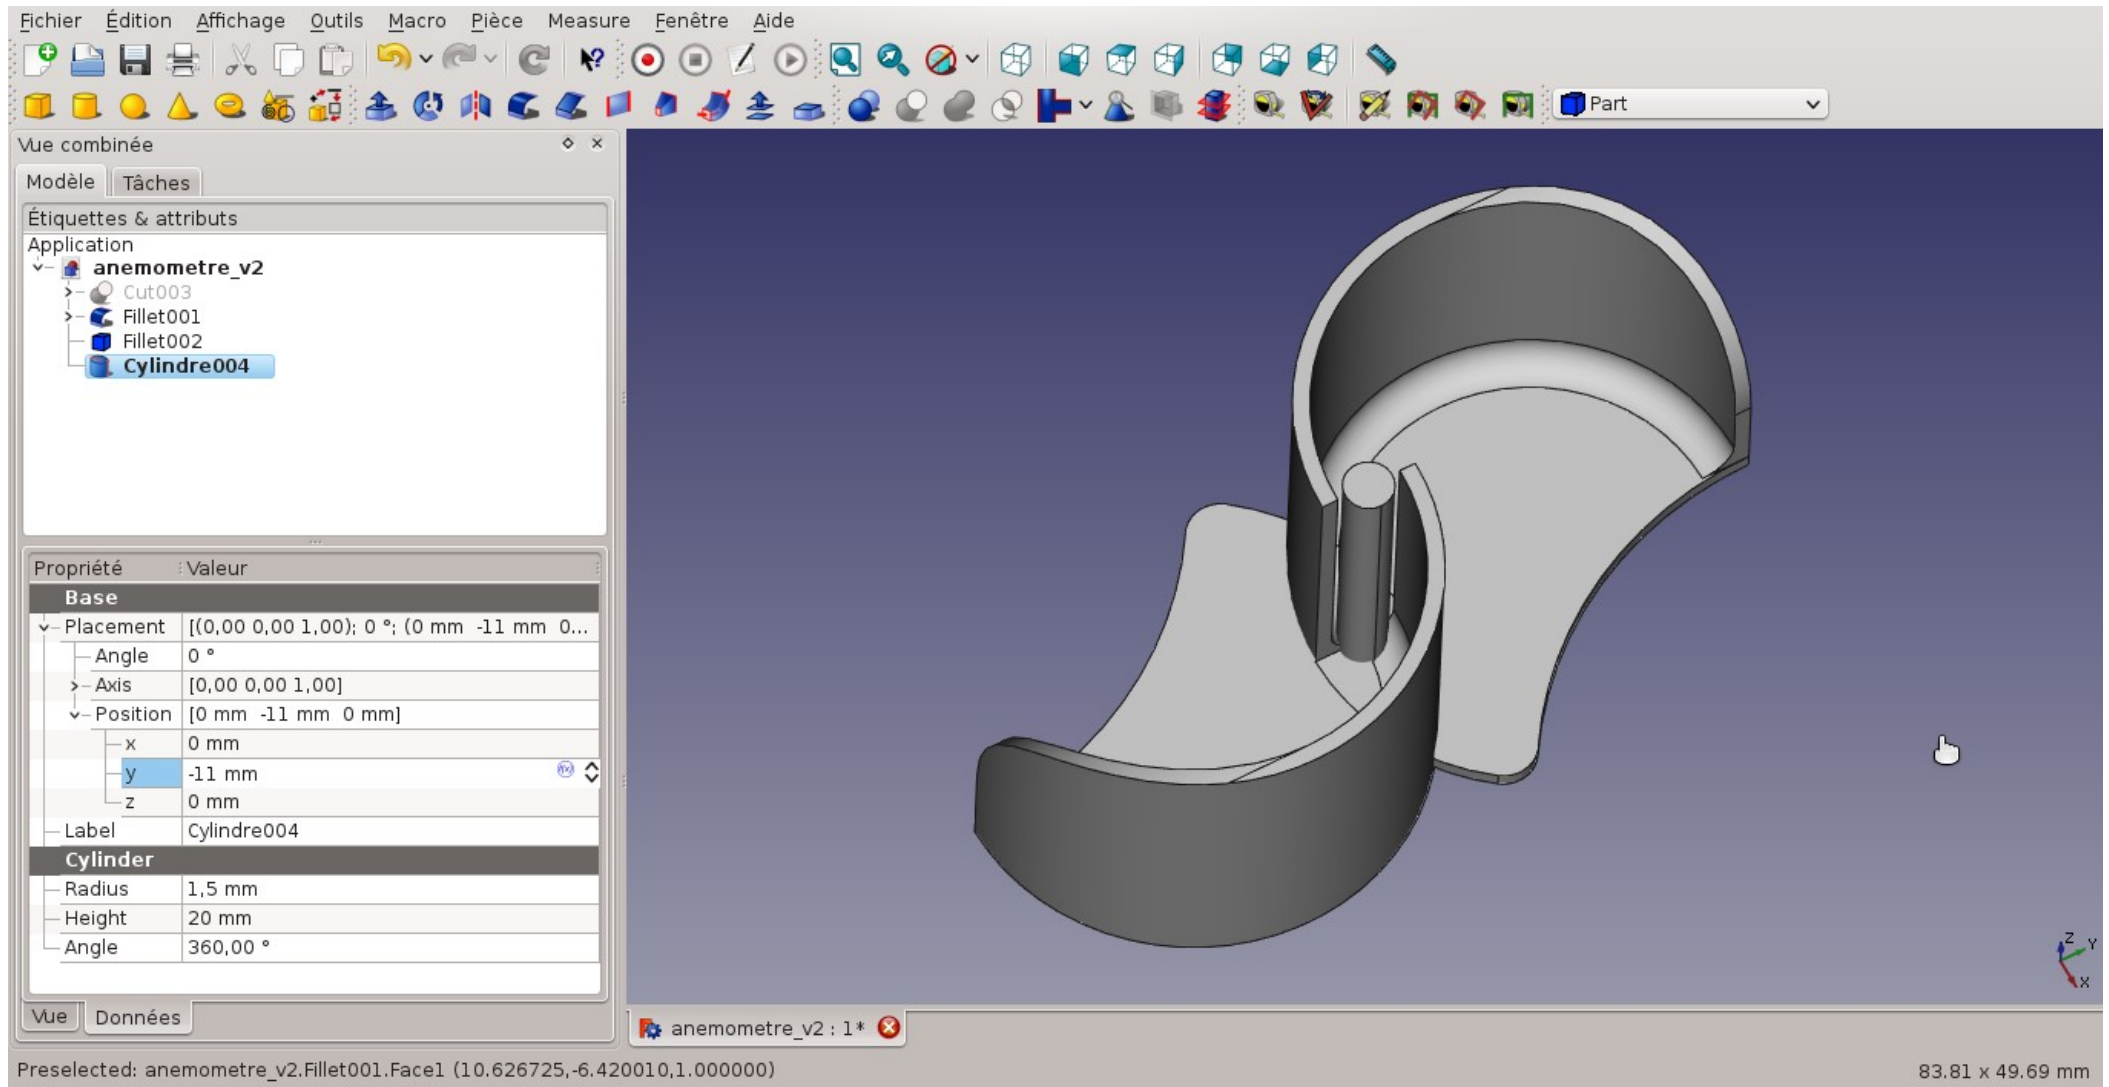 Fichier Édition Affichage Outils Macro Pièce Measure Fenêtre Aide
Part
Vue combinée
Modèle Tâches
Étiquettes & attributs
Application
anemometre_v2
Cut003
Fillet001
Fillet002
Cylindre004
Propriété Valeur
Base
Placement [(0,00 0,00 1,00); 0 °; (0 mm -11 mm 0...
Angle 0 °
Axis [0,00 0,00 1,00]
Position [0 mm -11 mm 0 mm]
x 0 mm
y -11 mm
z 0 mm
Label Cylindre004
Cylinder
Radius 1,5 mm
Height 20 mm
Angle 360,00 °
Vue Données
Z Y
X
anemometre_v2 : 1*
Preselected: anemometre_v2.Fillet001.Face1 (10.626725,-6.420010,1.000000) 83.81 x 49.69 mm